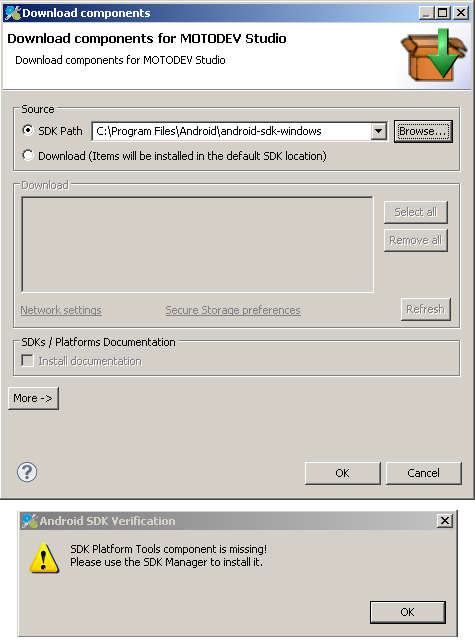 Download components
Download components for MOTODEV Studio
Download components for MOTODEV Studio
Source
SDK Path
C:\Program Files\Android\android-sdk-windows
Browse...
Download (Items will be installed in the default SDK location)
Download
Select all
Remove all
Network settings
Secure Storage preferences
Refresh
SDKs / Platforms Documentation
Install documentation
More ->
?
OK
Cancel
Android SDK Verification
SDK Platform Tools component is missing!
Please use the SDK Manager to install it.
OK